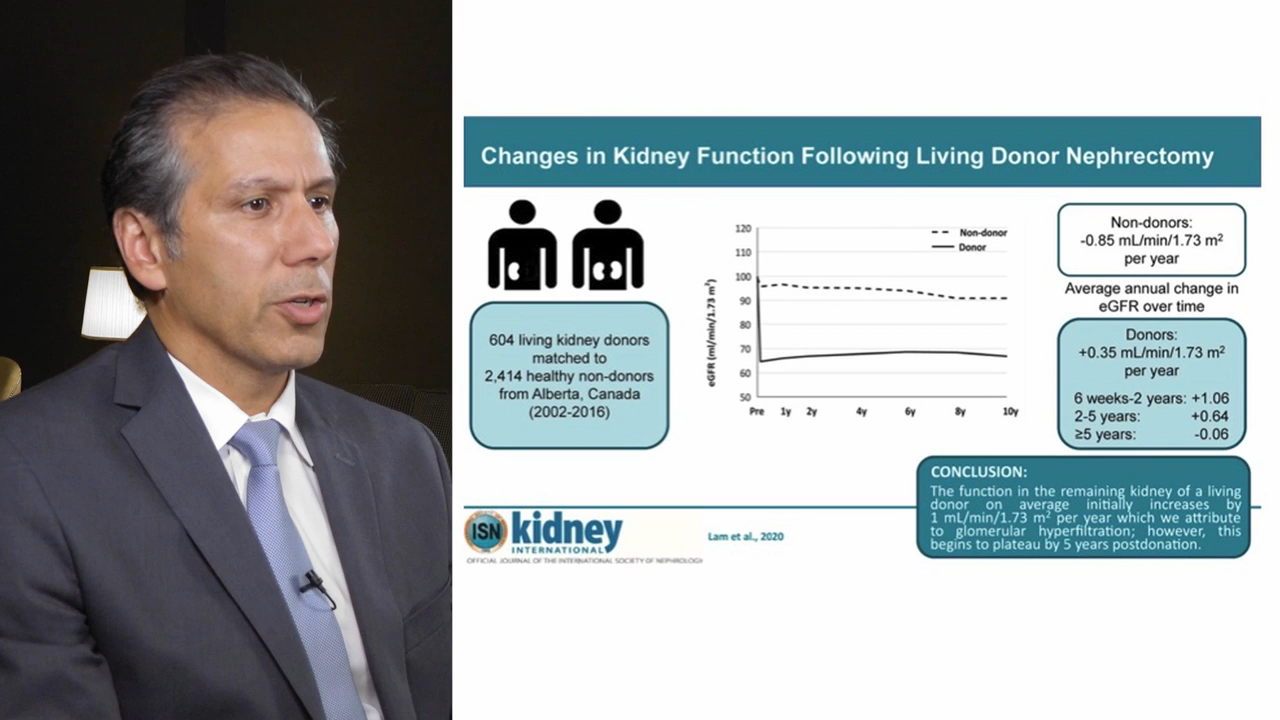 Changes in Kidney Function Following Living Donor Nephrectomy
604 living kidney donors
matched to
2,414 healthy non-donors
from Alberta, Canada
(2002-2016)
eGFR (ml/min/1.73 m²)
120
110
100
90
80
70
60
50
Pre 1y 2y 4y 6y 8y 10y
Non-donor
Donor
Non-donors:
-0.85 mL/min/1.73 m²
per year
Average annual change in
eGFR over time
Donors:
+0.35 mL/min/1.73 m²
per year
6 weeks-2 years: +1.06
2-5 years: +0.64
≥5 years: -0.06
CONCLUSION:
The function in the remaining kidney of a living
donor on average initially increases by
1 mL/min/1.73 m² per year which we attribute
to glomerular hyperfiltration; however, this
begins to plateau by 5 years postdonation.
ISN
kidney
INTERNATIONAL
OFFICIAL JOURNAL OF THE INTERNATIONAL SOCIETY OF NEPHROLOGY
Lam et al., 2020